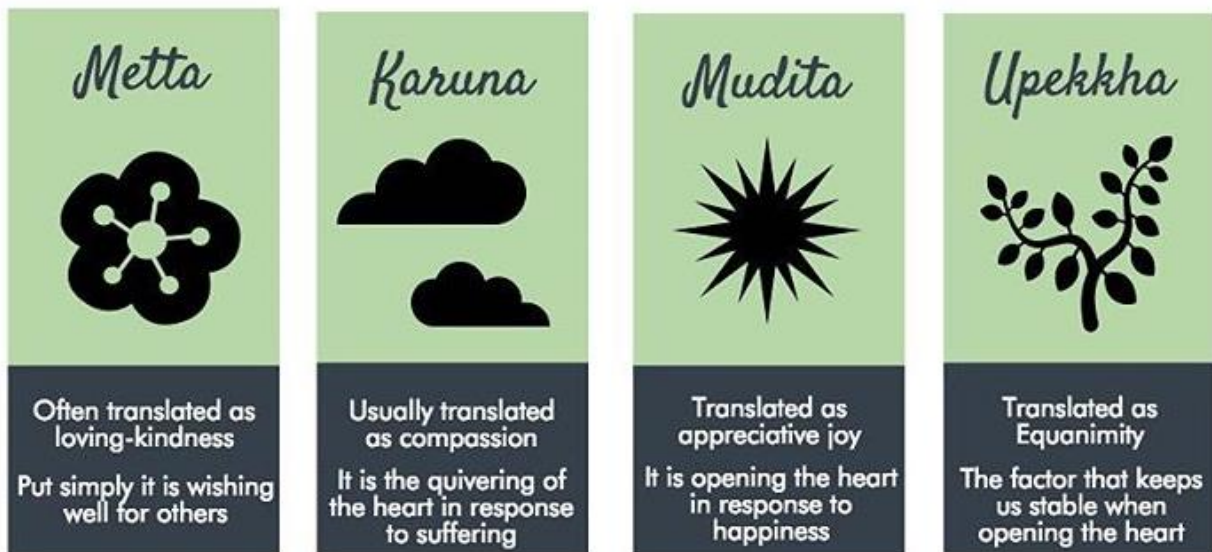 Metta
Often translated as
loving-kindness
Put simply it is wishing
well for others
Karuna
Usually translated
as compassion
It is the quivering of
the heart in response
to suffering
Mudita
Translated as
appreciative joy
It is opening the heart
in response to
happiness
Upekkha
Translated as
Equanimity
The factor that keeps
us stable when
opening the heart